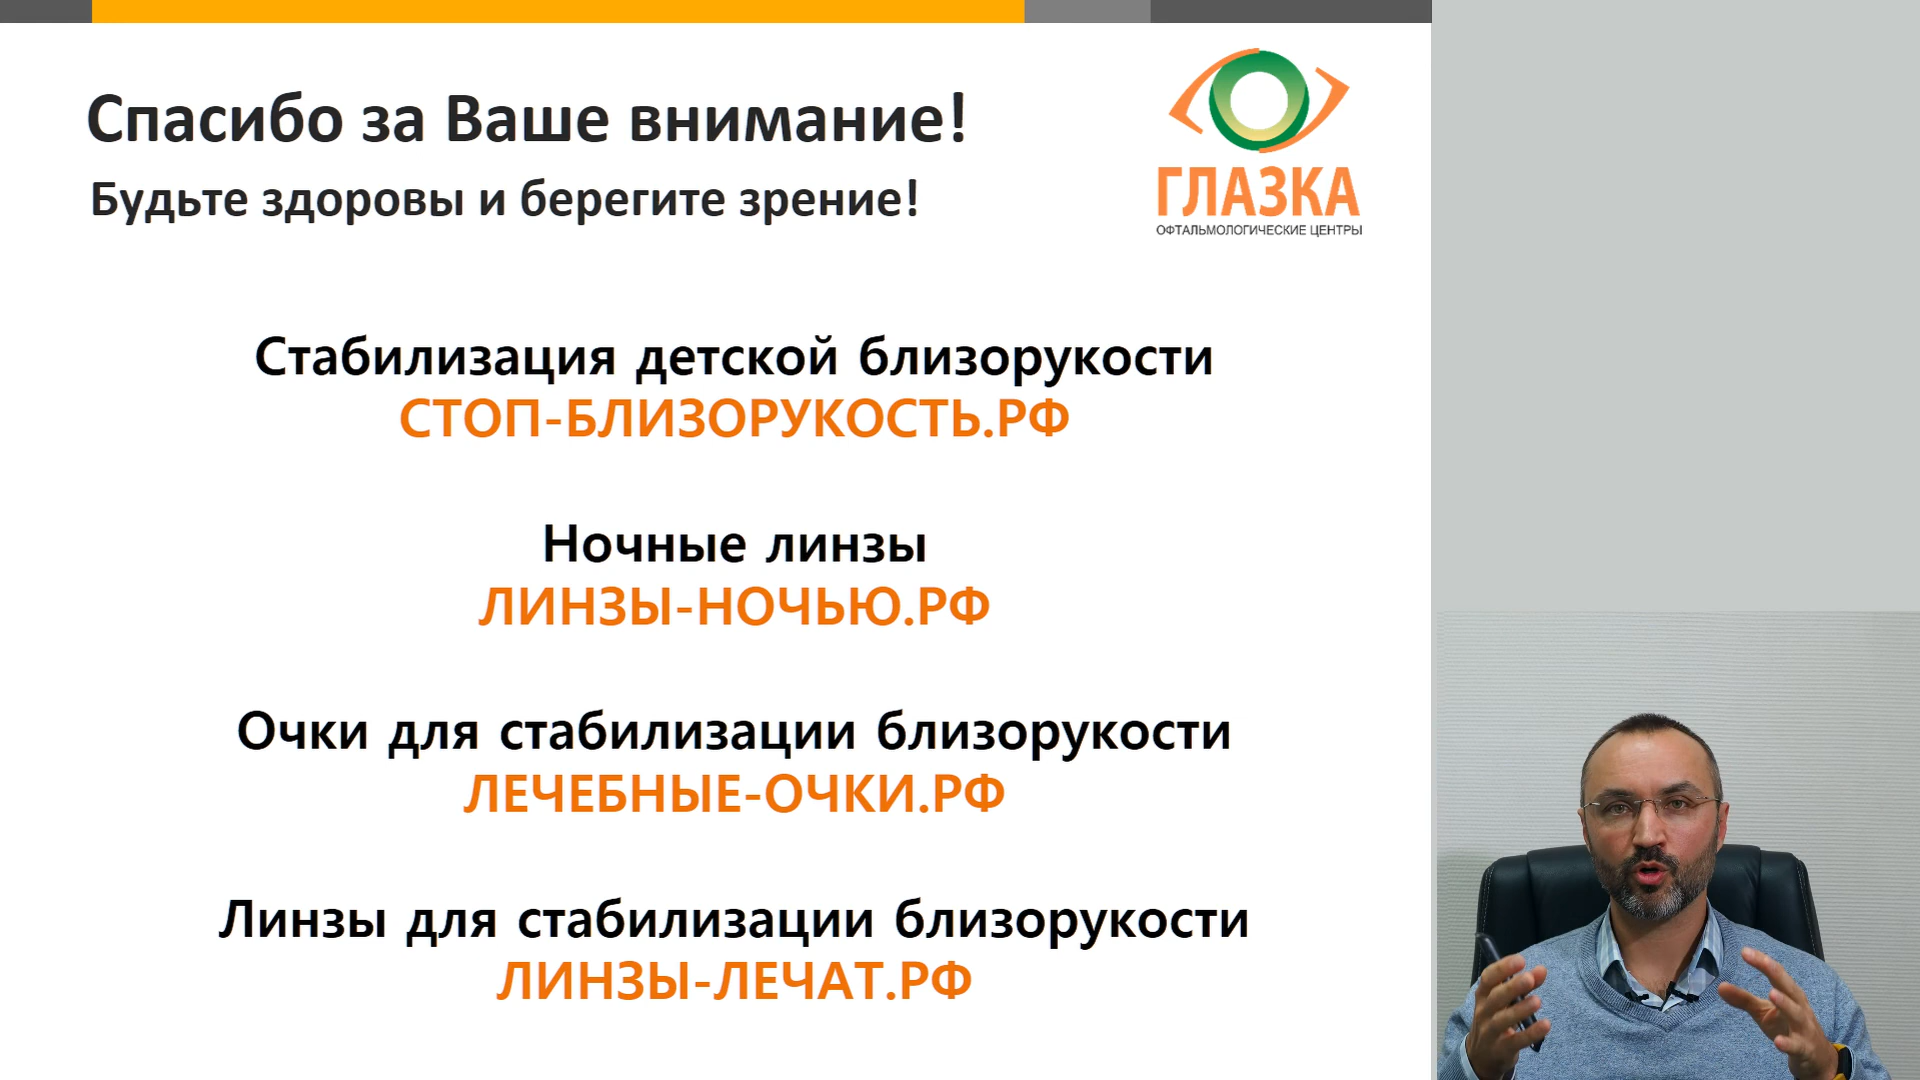 Спасибо за Ваше внимание!
Будьте здоровы и берегите зрение!
ГЛАЗКА
ОФТАЛЬМОЛОГИЧЕСКИЕ ЦЕНТРЫ
Стабилизация детской близорукости
СТОП-БЛИЗОРУКОСТЬ.РФ
Ночные линзы
ЛИНЗЫ-НОЧЬЮ.РФ
Очки для стабилизации близорукости
ЛЕЧЕБНЫЕ-ОЧКИ.РФ
Линзы для стабилизации близорукости
ЛИНЗЫ-ЛЕЧАТ.РФ